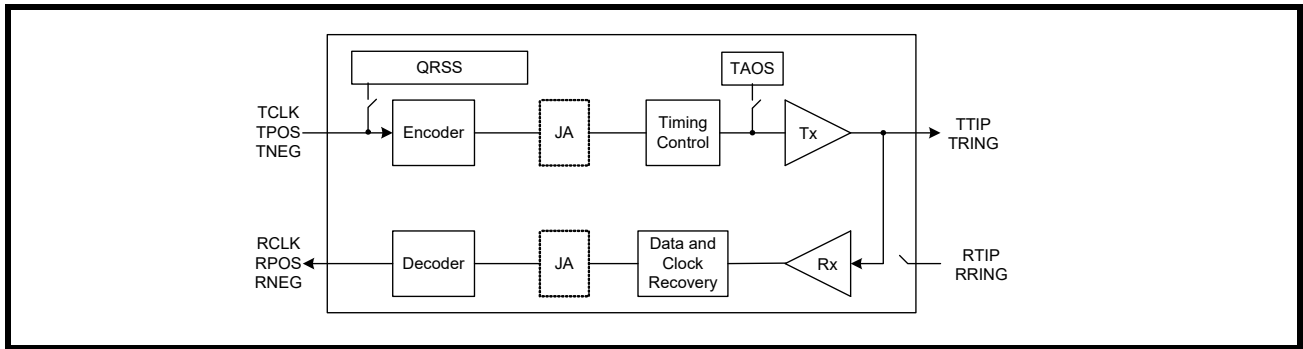 QRSS
TAOS
TCLK
TPOS
TNEG
Encoder
JA
Timing
Control
Tx
TTIP
TRING
RCLK
RPOS
RNEG
Decoder
JA
Data and
Clock
Recovery
Rx
RTIP
RRING